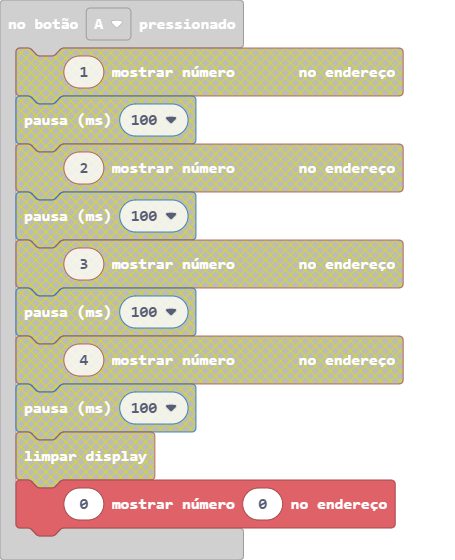 no botão A pressionado
1 mostrar número no endereço
pausa (ms) 100
2 mostrar número no endereço
pausa (ms) 100
3 mostrar número no endereço
pausa (ms) 100
4 mostrar número no endereço
pausa (ms) 100
limpar display
0 mostrar número 0 no endereço